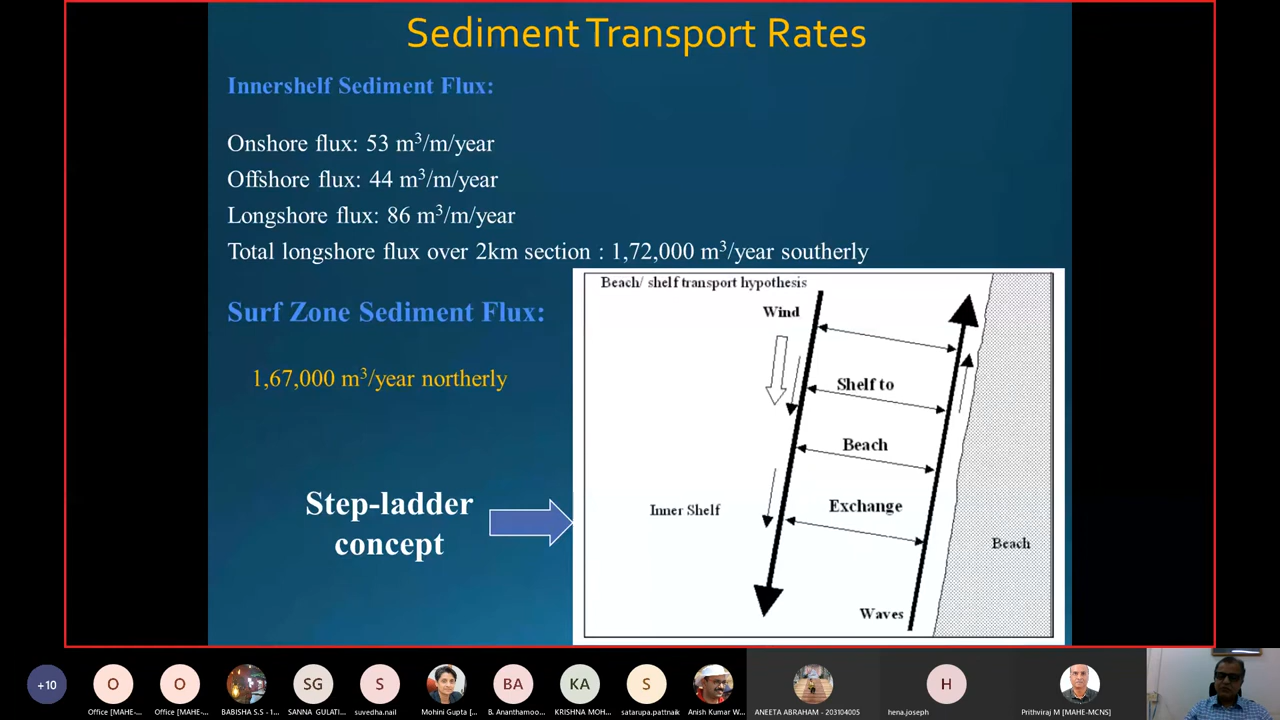 Sediment Transport Rates
Innershelf Sediment Flux:
Onshore flux: 53 m³/m/year
Offshore flux: 44 m³/m/year
Longshore flux: 86 m³/m/year
Total longshore flux over 2km section : 1,72,000 m³/year southerly
Surf Zone Sediment Flux:
1,67,000 m³/year northerly
Step-ladder
concept
Beach/ shelf transport hypothesis
Wind
Shelf to
Beach
Exchange
Inner Shelf
Beach
Waves
+10
O
O
SG
S
BA
KA
S
H
Office [MAHE-...
Office [MAHE-...
BABISHA S.S - 1...
SANNA GULATI...
suvedha.nail
Mohini Gupta [...
B. Ananthamoo...
KRISHNA MOH...
satarupa.pattnaik
Anish Kumar W...
ANEETA ABRAHAM - 203104005
hena.joseph
Prithviraj M [MAHE-MCNS]